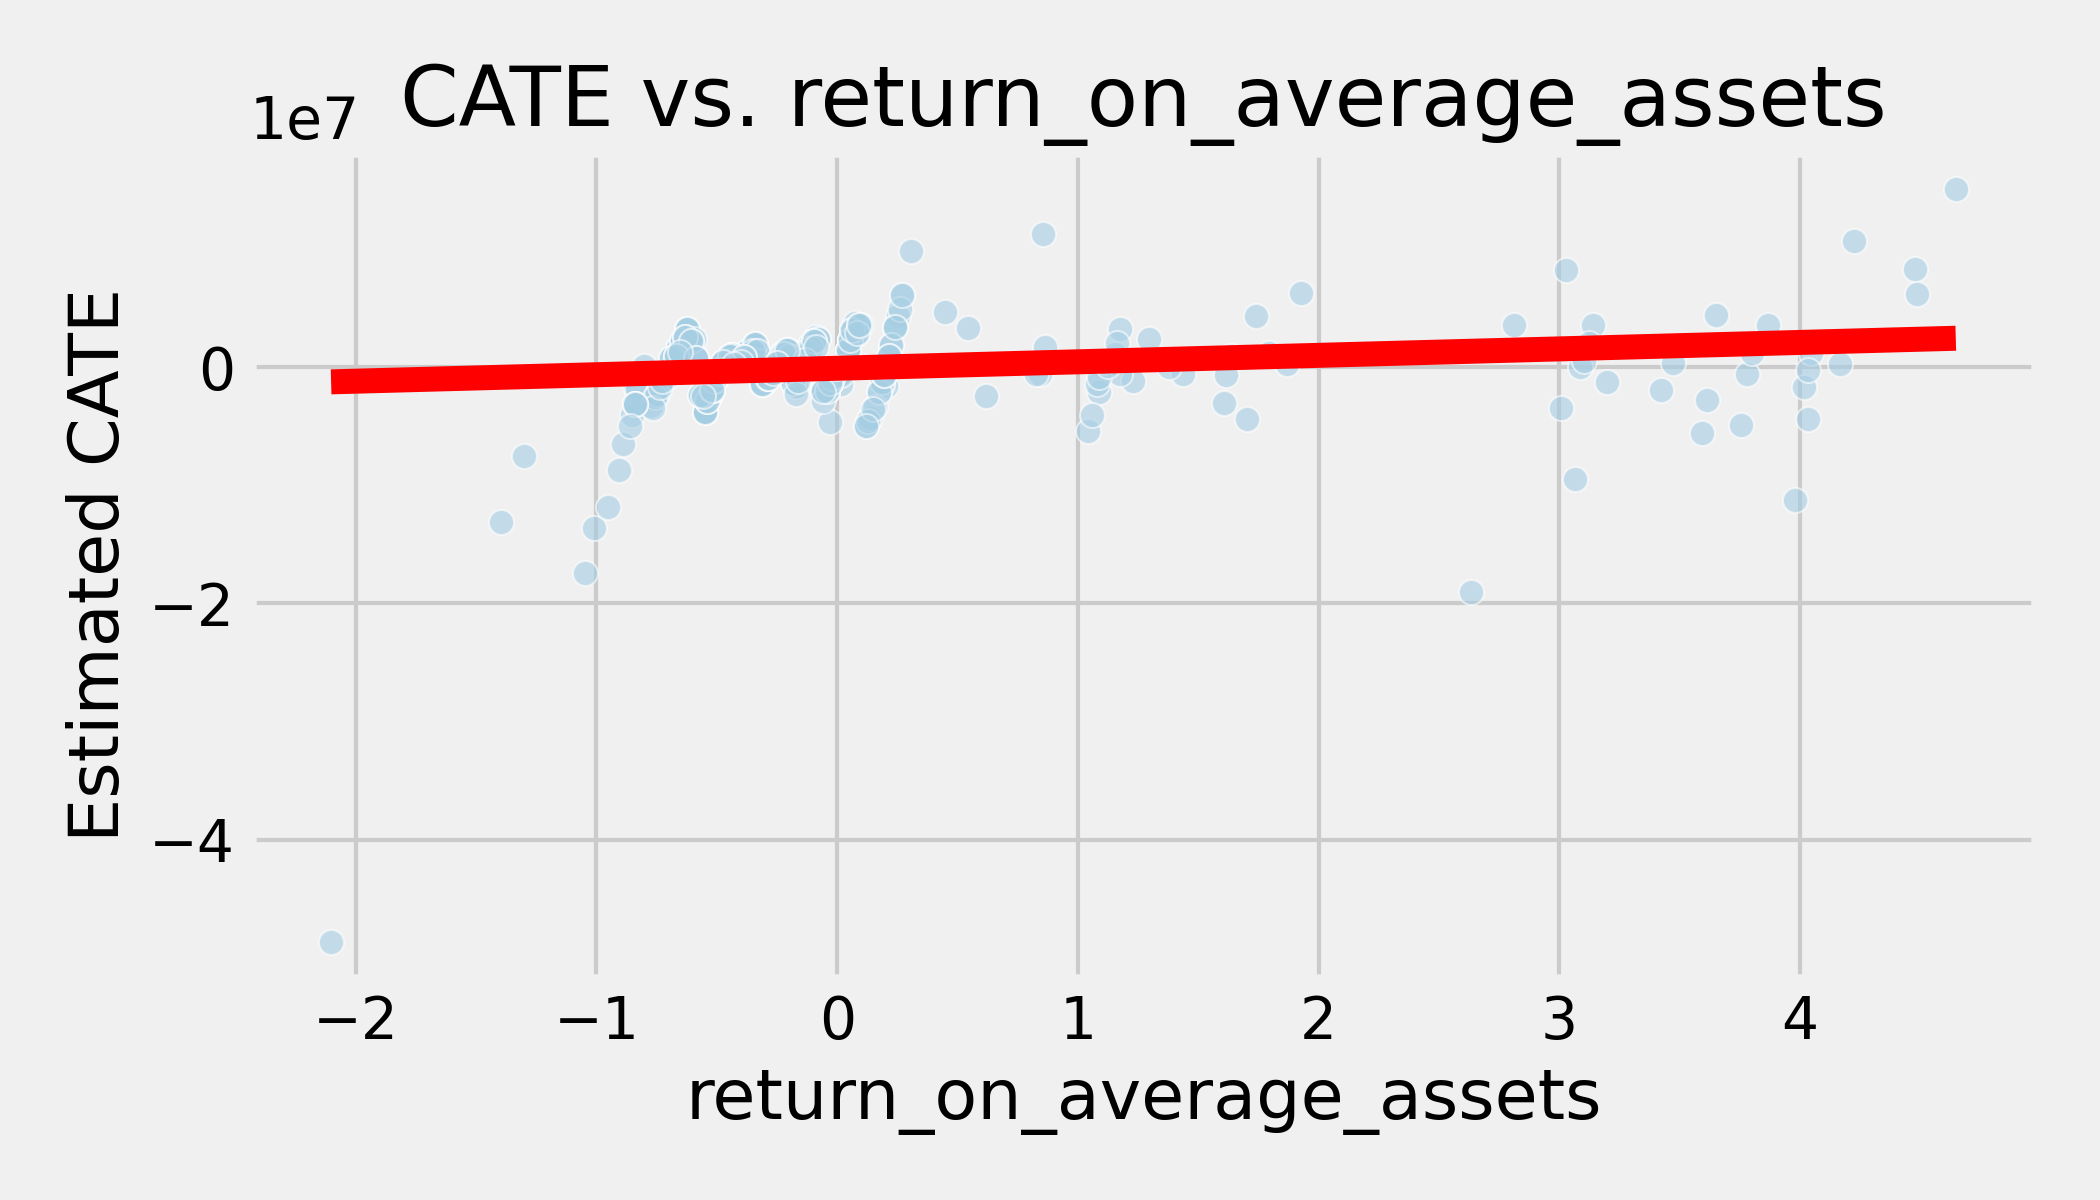 CATE vs. return_on_average_assets
1e7
Estimated CATE
0
−2
−4
−2 −1 0 1 2 3 4
return_on_average_assets